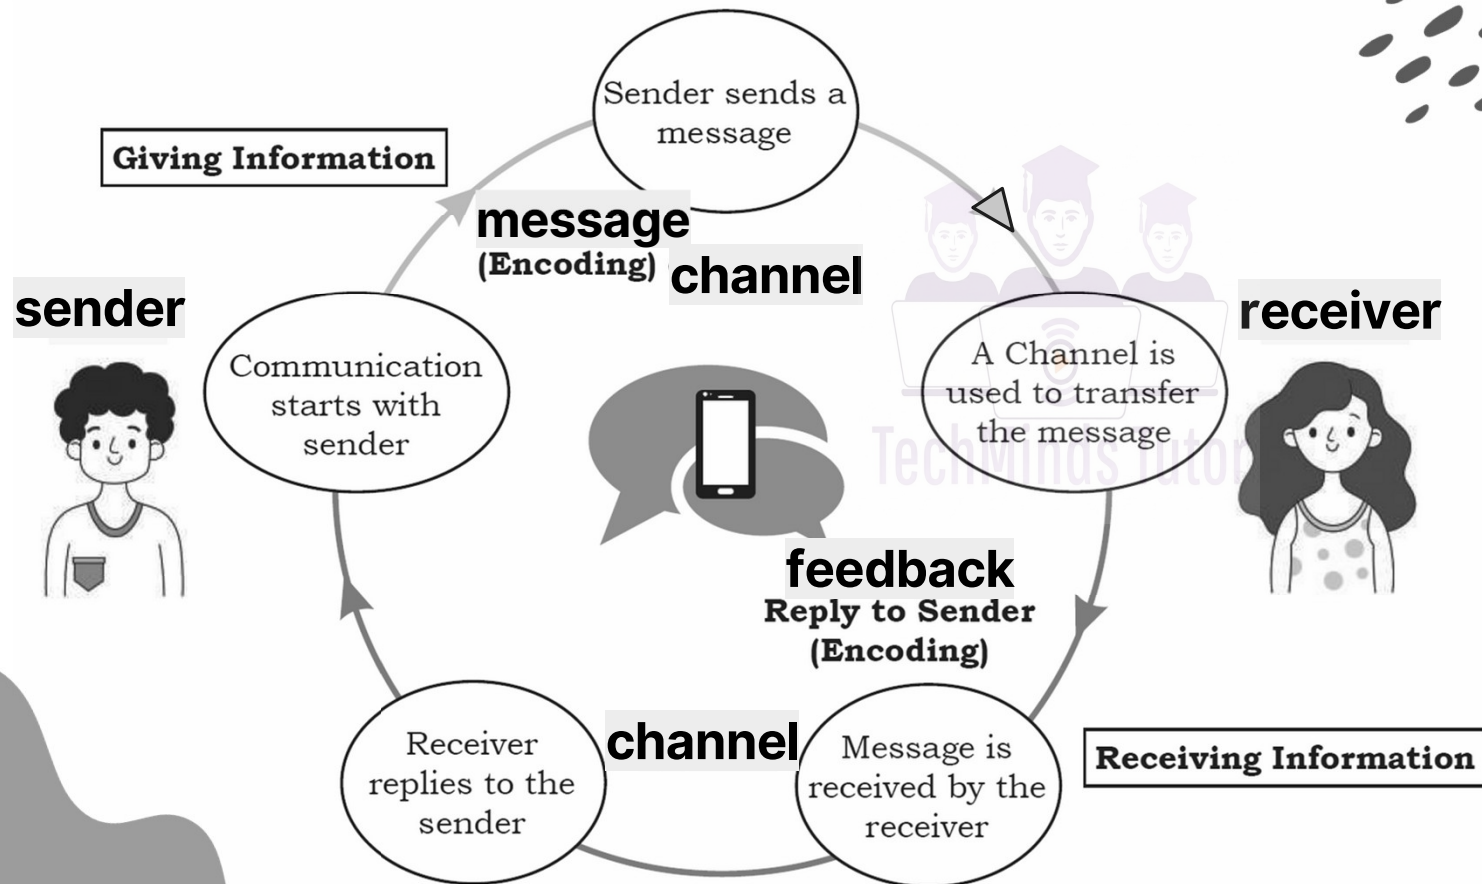 Sender sends a
message
Giving Information
message
(Encoding)
channel
sender
receiver
Communication
starts with
sender
A Channel is
used to transfer
the message
TechMinds Tutor
feedback
Reply to Sender
(Encoding)
Receiver
replies to the
sender
channel
Message is
received by the
receiver
Receiving Information